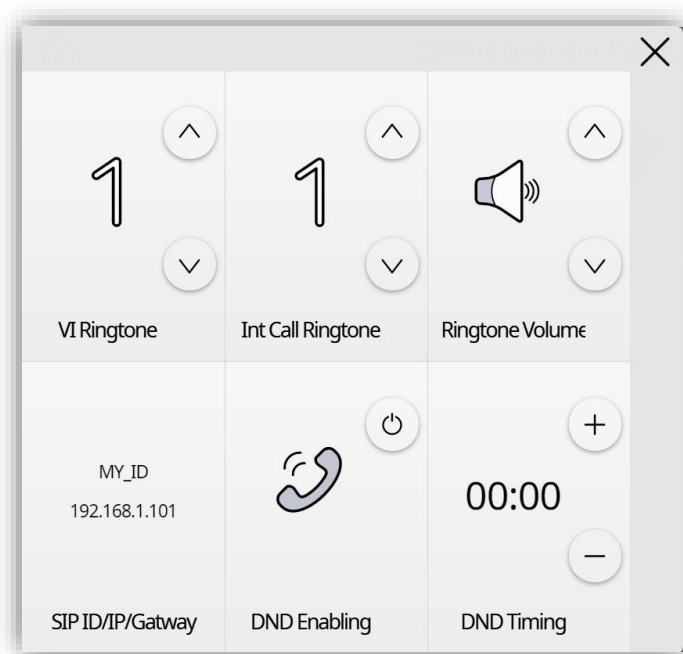 1
1
VI Ringtone
Int Call Ringtone
Ringtone Volume
MY_ID
192.168.1.101
00:00
SIP ID/IP/Gatway
DND Enabling
DND Timing